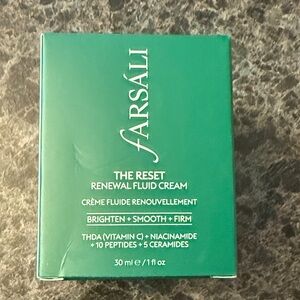 fARSÁLI
THE RESET
RENEWAL FLUID CREAM
CRÈME FLUIDE RENOUVELLEMENT
BRIGHTEN + SMOOTH + FIRM
THDA (VITAMIN C) + NIACINAMIDE
+ 10 PEPTIDES + 5 CERAMIDES
30 ml ℮ / 1 fl oz